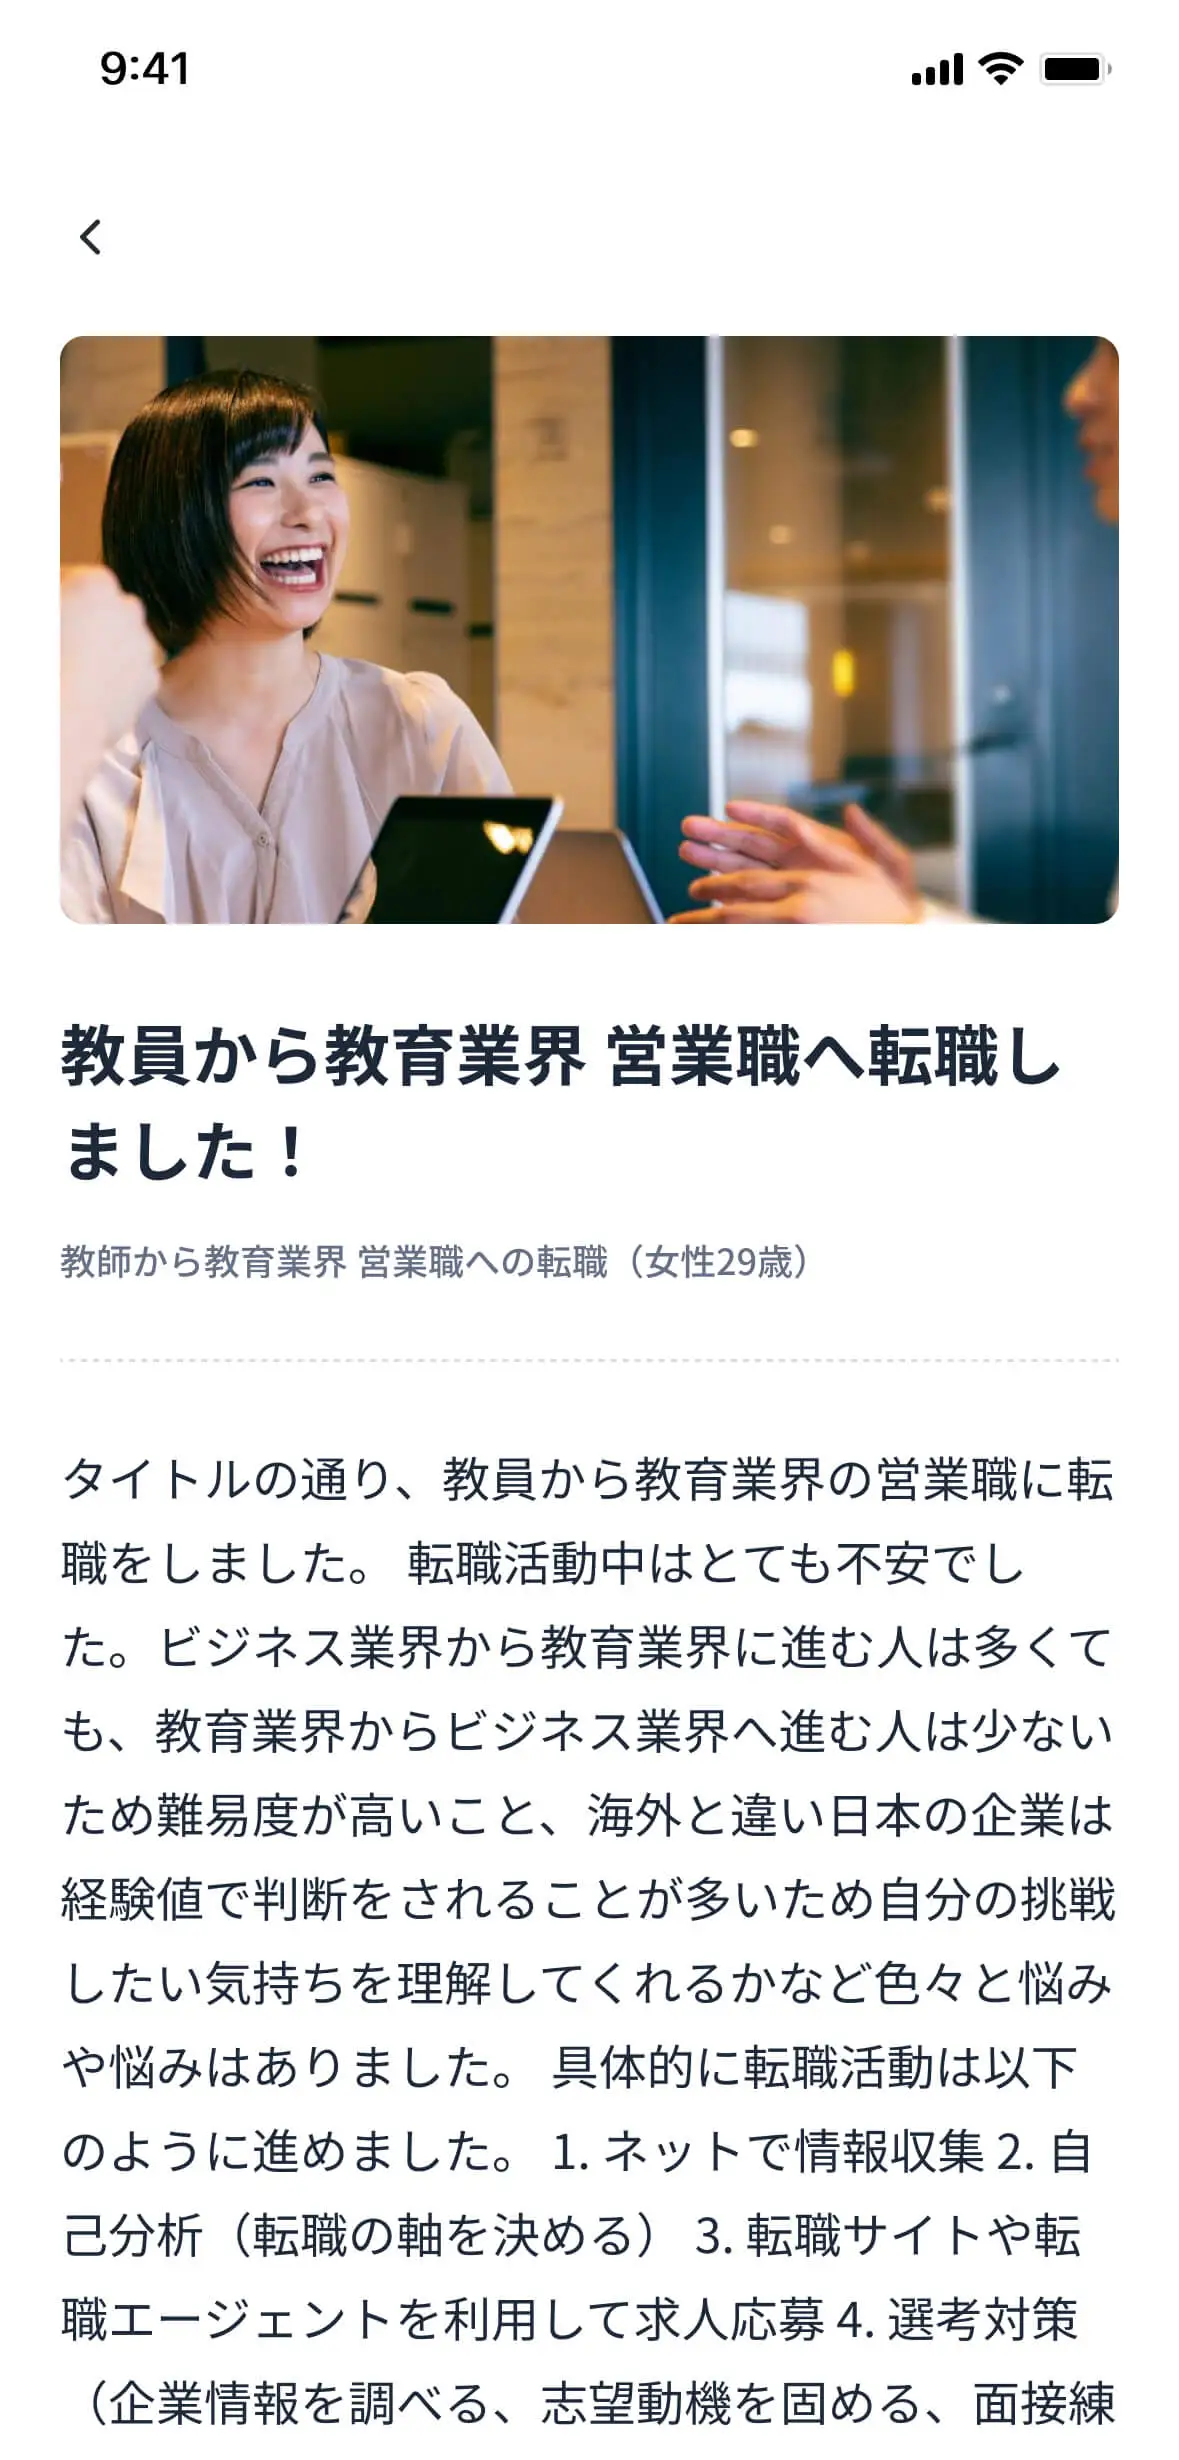 9:41
教員から教育業界 営業職へ転職し
ました！
教師から教育業界 営業職への転職（女性29歳）
タイトルの通り、教員から教育業界の営業職に転
職をしました。 転職活動中はとても不安でし
た。ビジネス業界から教育業界に進む人は多くて
も、教育業界からビジネス業界へ進む人は少ない
ため難易度が高いこと、海外と違い日本の企業は
経験値で判断をされることが多いため自分の挑戦
したい気持ちを理解してくれるかなど色々と悩み
や悩みはありました。 具体的に転職活動は以下
のように進めました。 1. ネットで情報収集 2. 自
己分析（転職の軸を決める） 3. 転職サイトや転
職エージェントを利用して求人応募 4. 選考対策
（企業情報を調べる、志望動機を固める、面接練